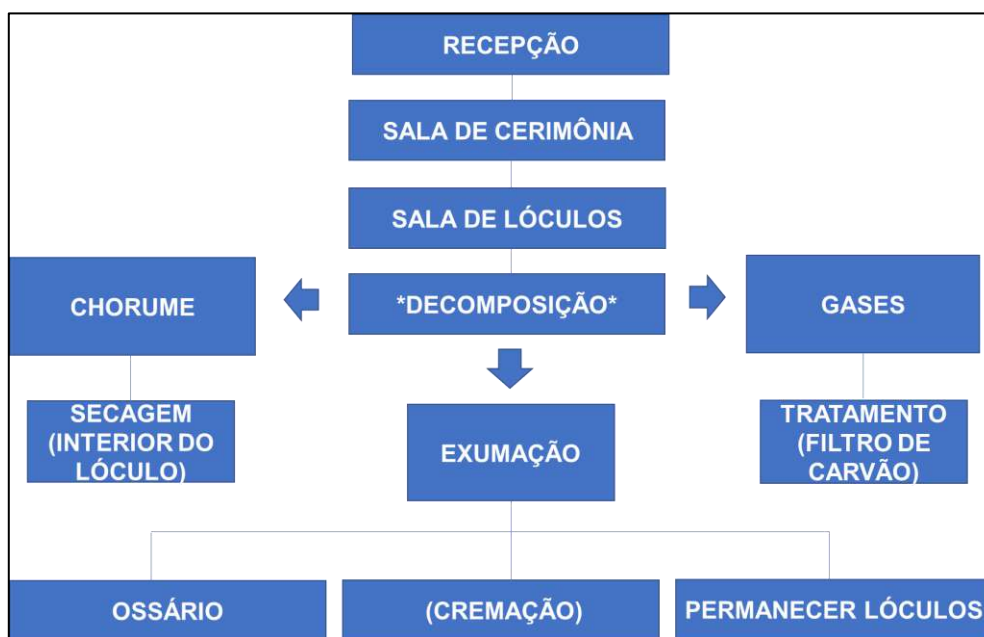 RECEPÇÃO
SALA DE CERIMÔNIA
SALA DE LÓCULOS
CHORUME
*DECOMPOSIÇÃO*
GASES
SECAGEM
(INTERIOR DO
LÓCULO)
EXUMAÇÃO
TRATAMENTO
(FILTRO DE
CARVÃO)
OSSÁRIO
(CREMAÇÃO)
PERMANECER LÓCULOS